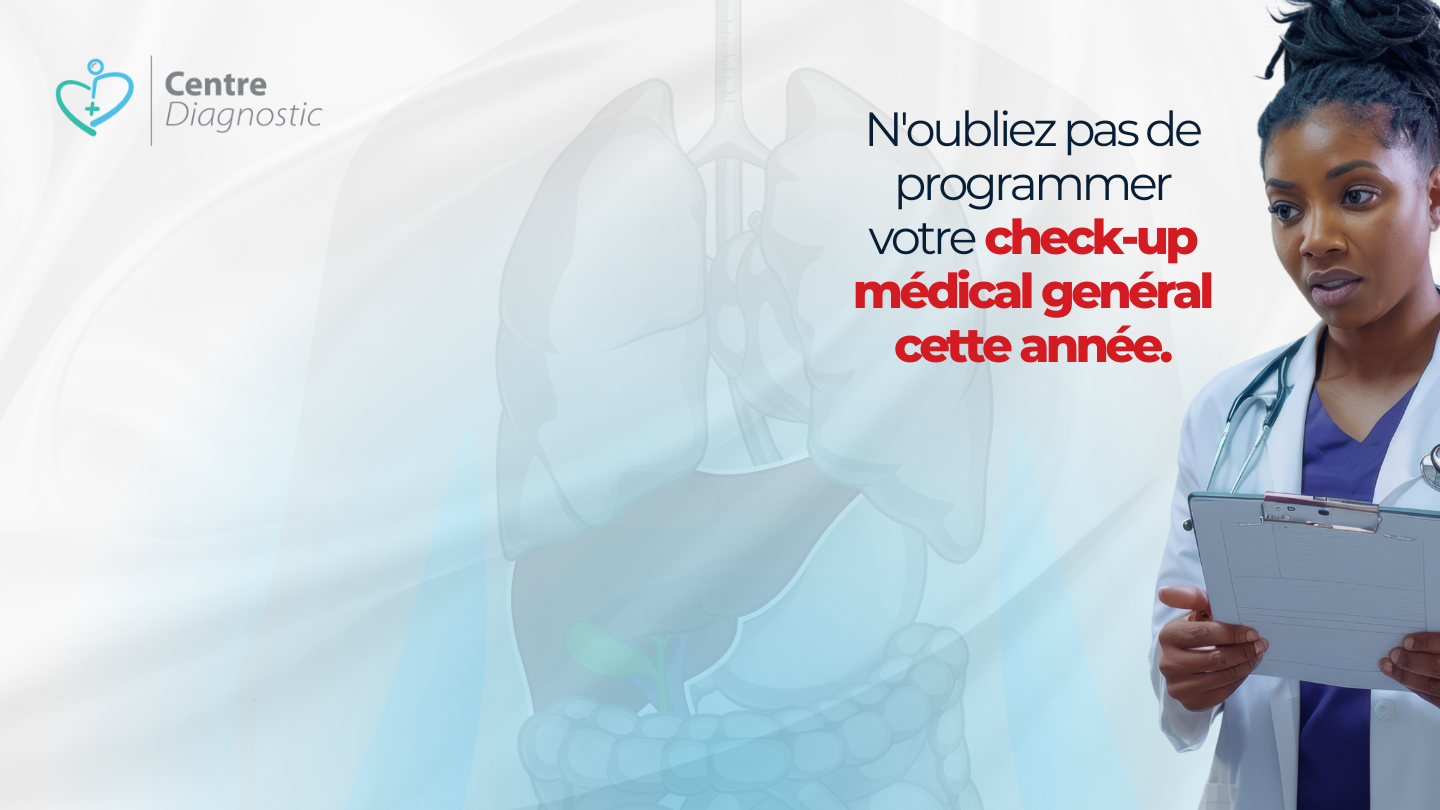 Centre
Diagnostic
N'oubliez pas de
programmer
votre check-up
médical genéral
cette année.